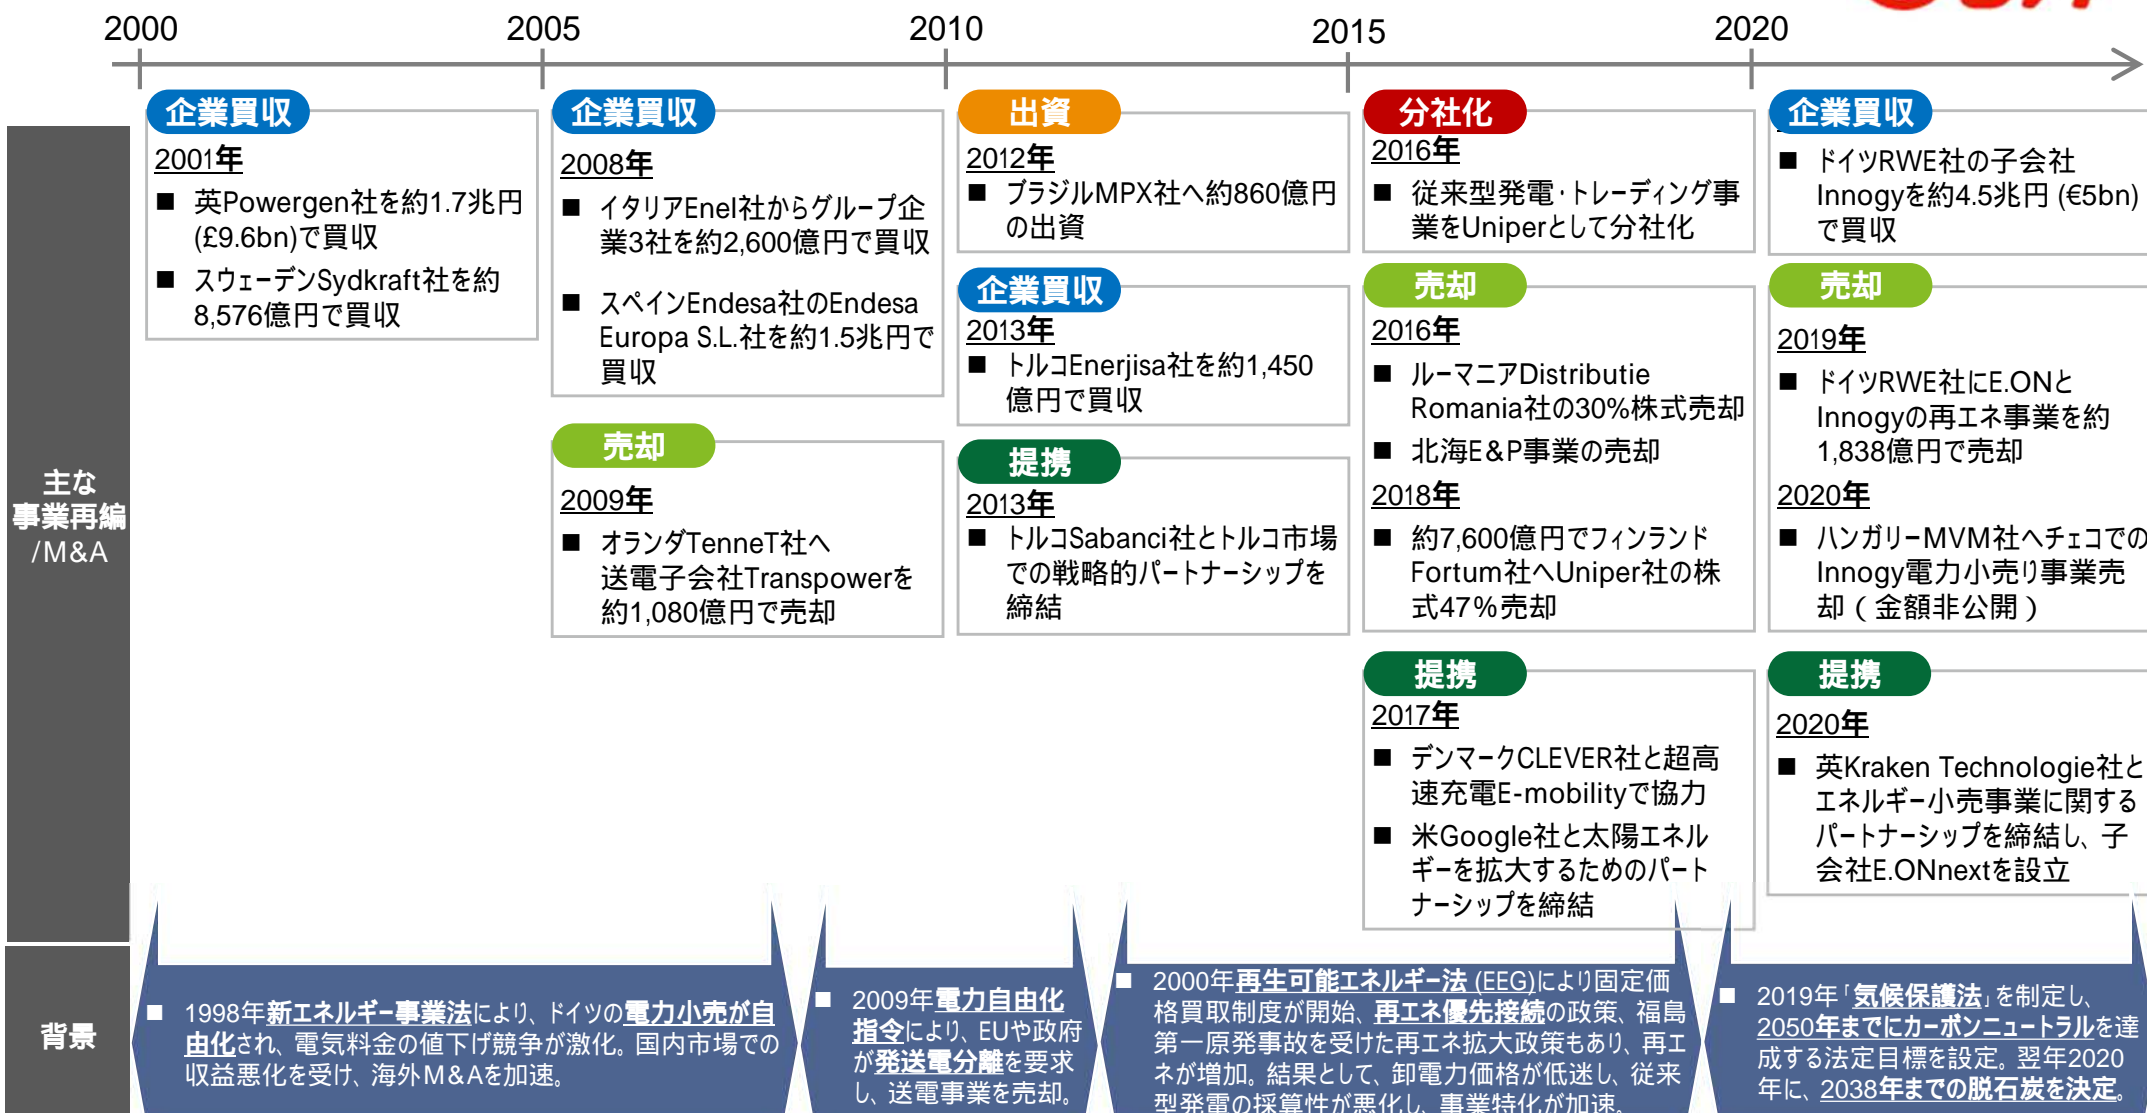 2000
2005
2010
2015
2020
主な
事業再編
/M&A
企業買収
2001年
■ 英Powergen社を約1.7兆円
(£9.6bn)で買収
■ スウェーデンSydkraft社を約
8,576億円で買収
企業買収
2008年
■ イタリアEnel社からグループ企
業3社を約2,600億円で買収
■ スペインEndesa社のEndesa
Europa S.L.社を約1.5兆円で
買収
売却
2009年
■ オランダTenneT社へ
送電子会社Transpowerを
約1,080億円で売却
出資
2012年
■ ブラジルMPX社へ約860億円
の出資
企業買収
2013年
■ トルコEnerjisa社を約1,450
億円で買収
提携
2013年
■ トルコSabanci社とトルコ市場
での戦略的パートナーシップを
締結
分社化
2016年
■ 従来型発電・トレーディング事
業をUniperとして分社化
売却
2016年
■ ルーマニアDistributie
Romania社の30%株式売却
■ 北海E&P事業の売却
2018年
■ 約7,600億円でフィンランド
Fortum社へUniper社の株
式47%売却
提携
2017年
■ デンマークCLEVER社と超高
速充電E-mobilityで協力
■ 米Google社と太陽エネル
ギーを拡大するためのパート
ナーシップを締結
企業買収
■ ドイツRWE社の子会社
Innogyを約4.5兆円 (€5bn)
で買収
売却
2019年
■ ドイツRWE社にE.ONと
Innogyの再エネ事業を約
1,838億円で売却
2020年
■ ハンガリーMVM社へチェコでの
Innogy電力小売り事業売
却（金額非公開）
提携
2020年
■ 英Kraken Technologie社と
エネルギー小売事業に関する
パートナーシップを締結し、子
会社E.ONnextを設立
背景
■ 1998年新エネルギー事業法により、ドイツの電力小売が自
由化され、電気料金の値下げ競争が激化。国内市場での
収益悪化を受け、海外M&Aを加速。
■ 2009年電力自由化
指令により、EUや政府
が発送電分離を要求
し、送電事業を売却。
■ 2000年再生可能エネルギー法 (EEG)により固定価
格買取制度が開始、再エネ優先接続の政策、福島
第一原発事故を受けた再エネ拡大政策もあり、再エ
ネが増加。結果として、卸電力価格が低迷し、従来
型発電の採算性が悪化し、事業特化が加速。
■ 2019年「気候保護法」を制定し、
2050年までにカーボンニュートラルを達
成する法定目標を設定。翌年2020
年に、2038年までの脱石炭を決定。